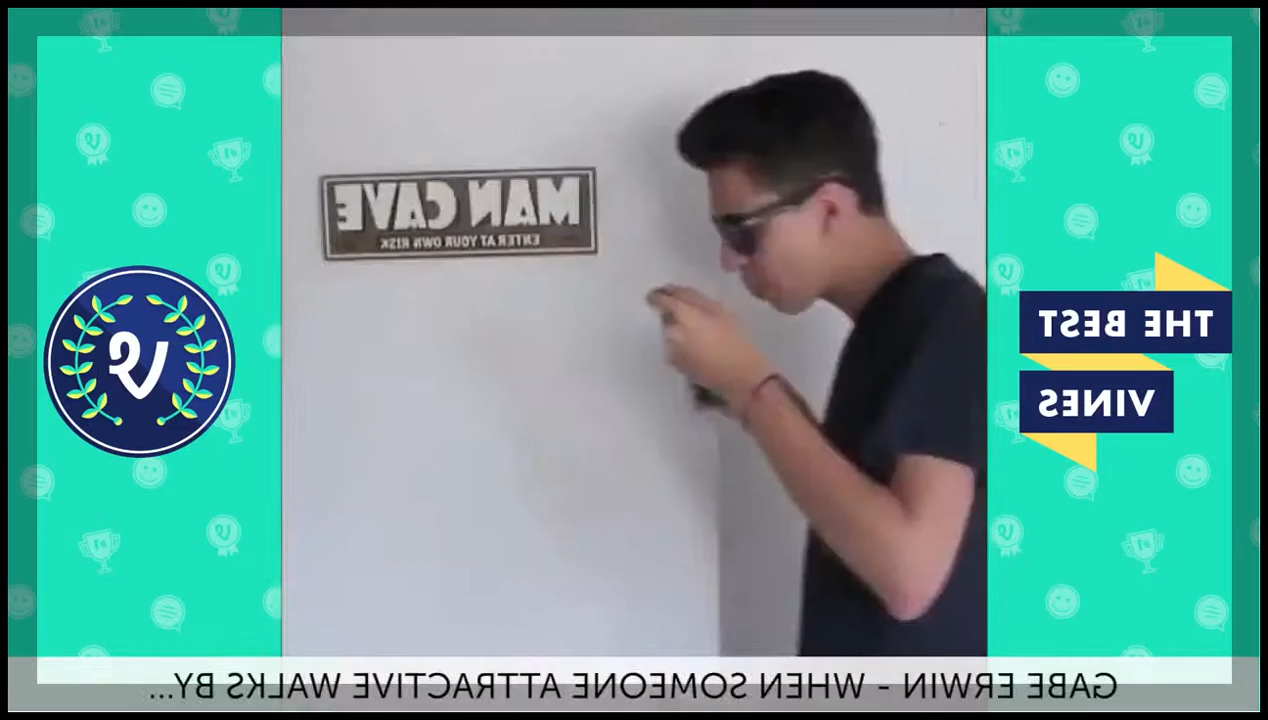 MAN CAVE
ENTER AT YOUR OWN RISK
THE BEST
VINES
GABE ERWIN - WHEN SOMEONE ATTRACTIVE WALKS BY...